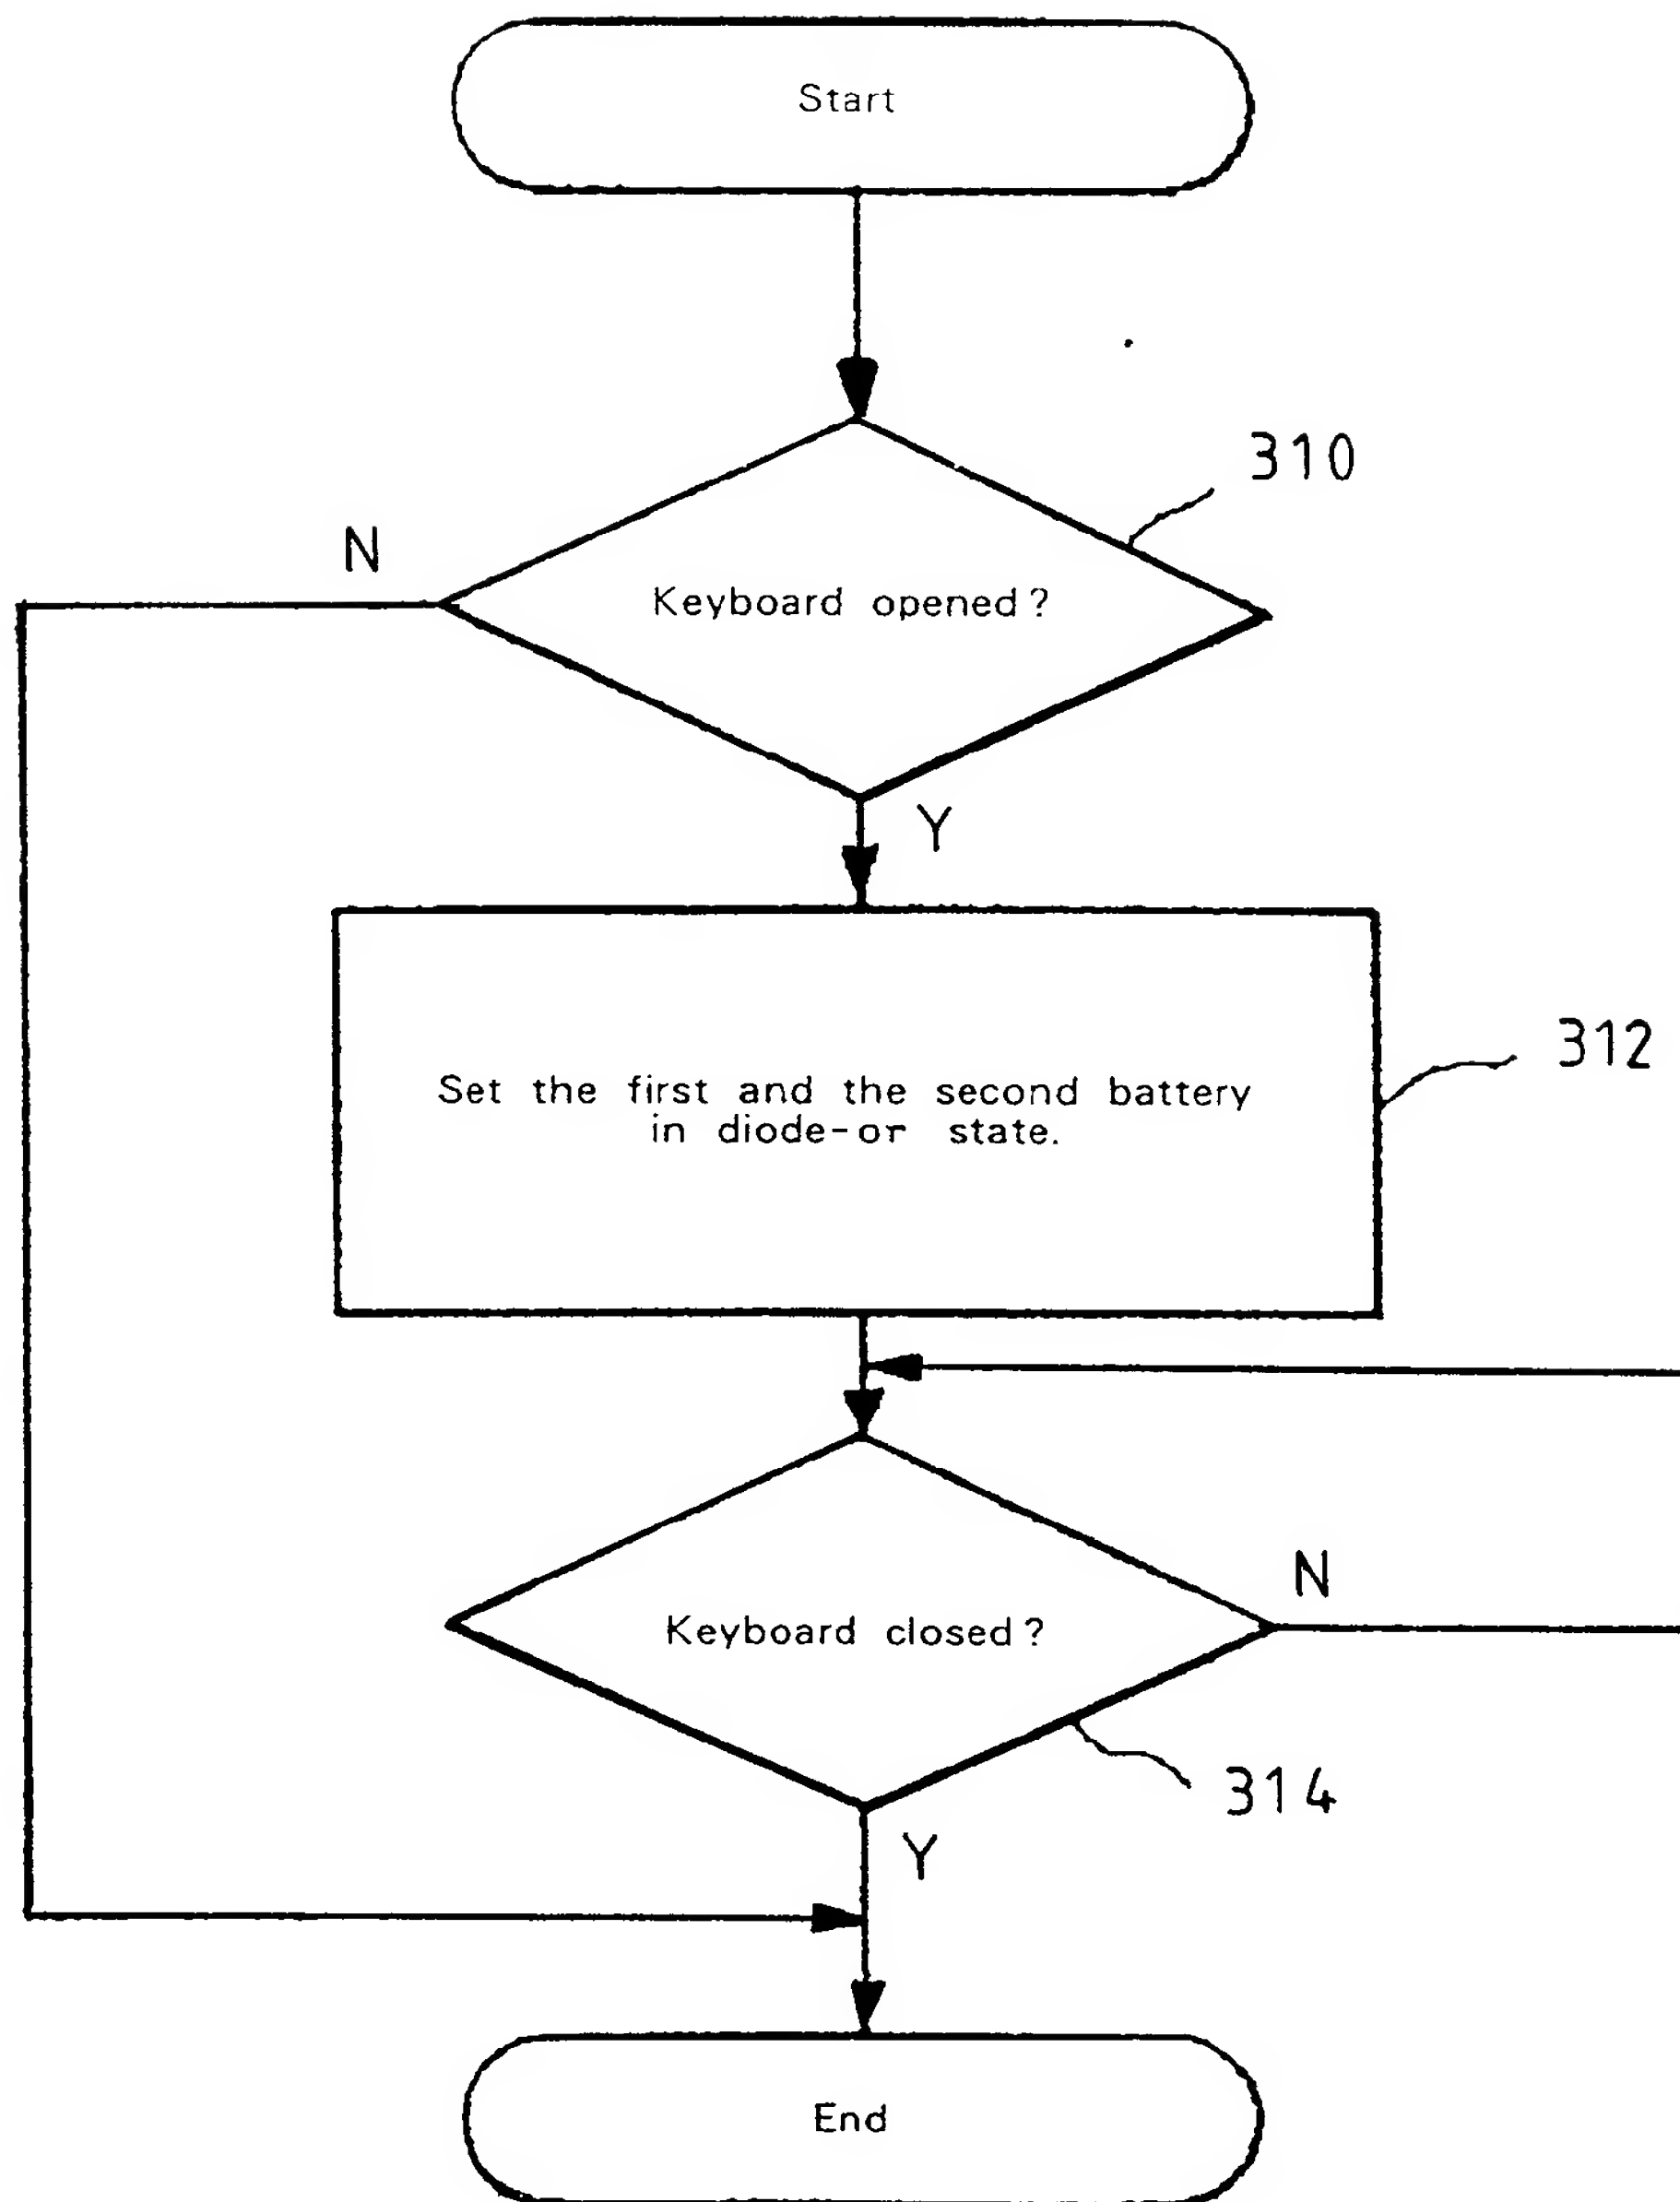 Start
310
N
Keyboard opened?
Y
312
Set the first and the second battery
in diode-or state.
N
Keyboard closed?
314
Y
End